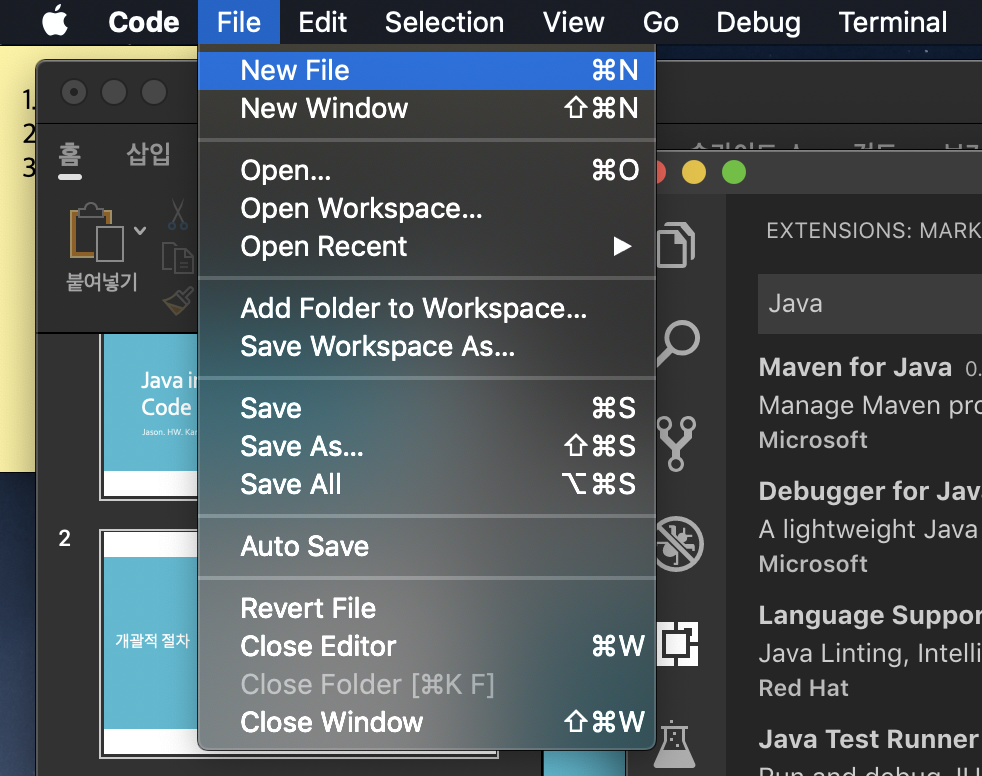 Code File Edit Selection View Go Debug Terminal
New File ⌘N
New Window ⇧⌘N
Open... ⌘O
Open Workspace...
Open Recent ▶
Add Folder to Workspace...
Save Workspace As...
Save ⌘S
Save As... ⇧⌘S
Save All ⌥⌘S
Auto Save
Revert File
Close Editor ⌘W
Close Folder [⌘K F]
Close Window ⇧⌘W
1.
2
3
홈 삽입
붙여넣기
Java in
Code
Jason. HW. Kan
2
개괄적 절차
EXTENSIONS: MARK
Java
Maven for Java 0.
Manage Maven pro
Microsoft
Debugger for Java
A lightweight Java
Microsoft
Language Suppor
Java Linting, Intelli
Red Hat
Java Test Runner
Run and debug